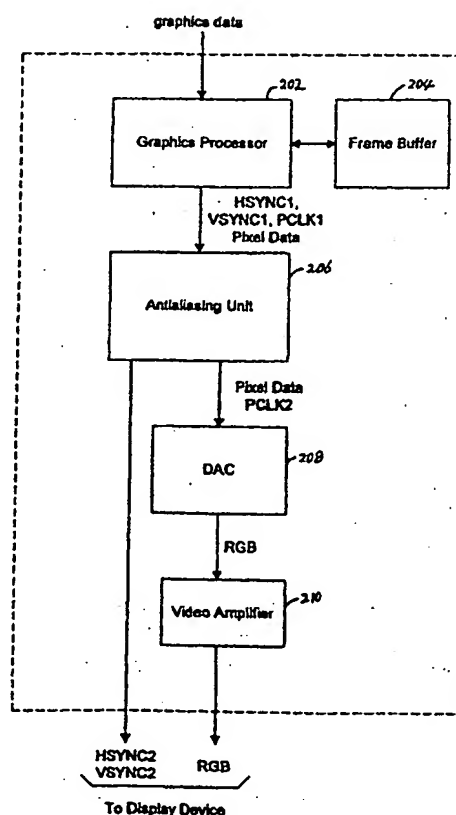 graphics data
202
204
Graphics Processor
Frame Buffer
HSYNC1,
VSYNC1, PCLK1
Pixel Data
206
Antialiasing Unit
Pixel Data
PCLK2
208
DAC
RGB
210
Video Amplifier
HSYNC2
VSYNC2
RGB
To Display Device